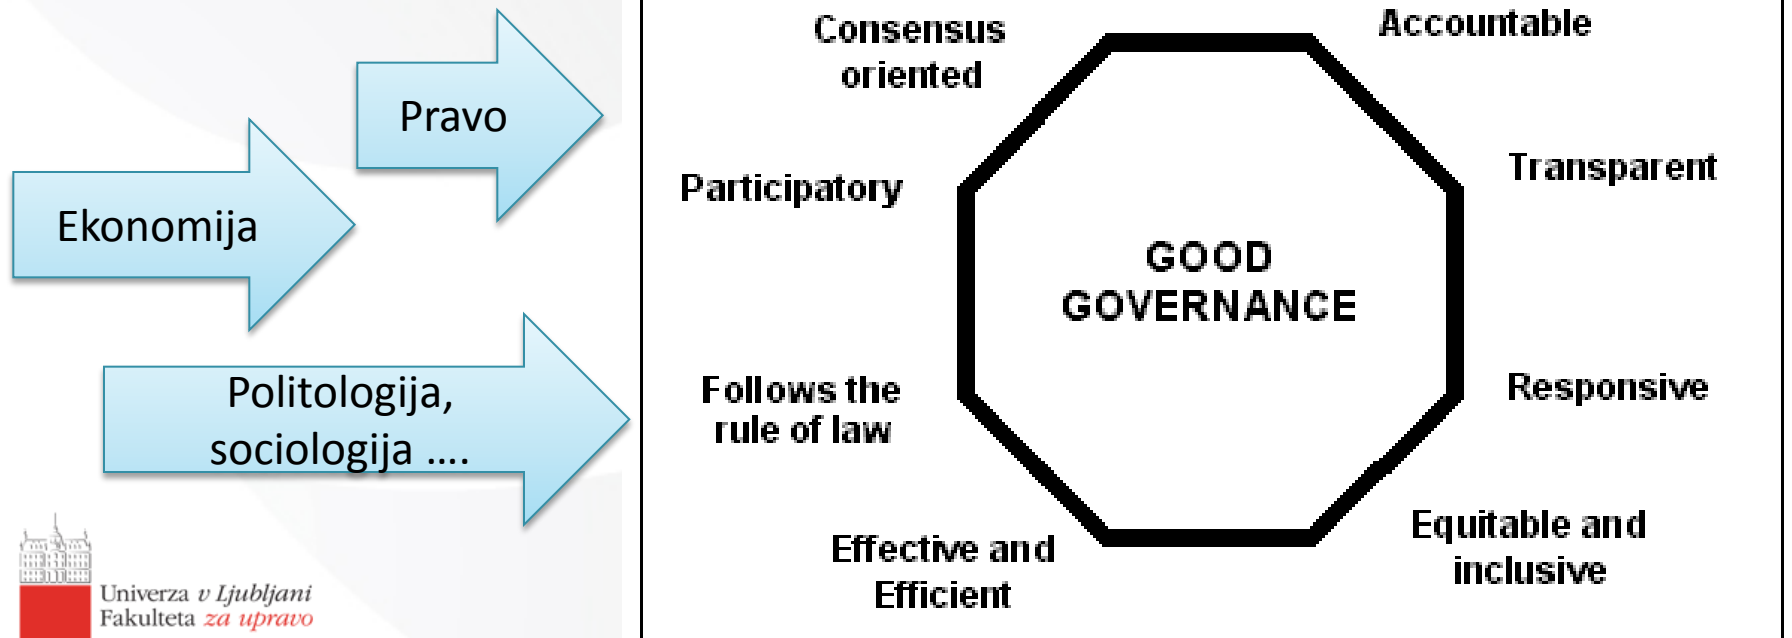 Pravo
Ekonomija
Politologija,
sociologija ....
Univerza v Ljubljani
Fakulteta za upravo
Consensus
oriented
Accountable
Participatory
Transparent
GOOD
GOVERNANCE
Follows the
rule of law
Responsive
Effective and
Efficient
Equitable and
inclusive